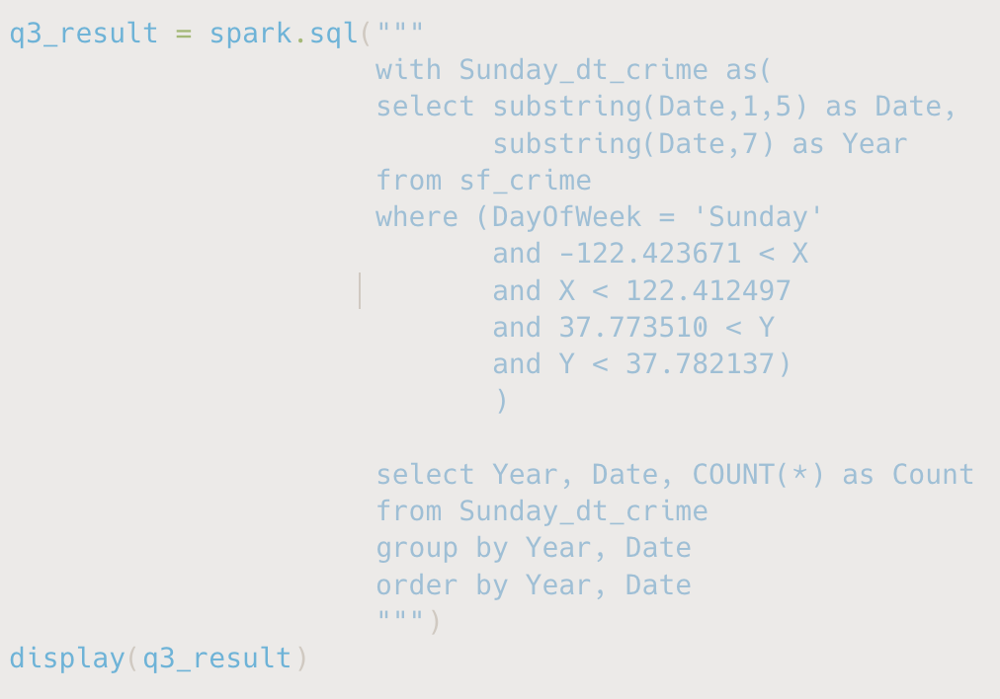 q3_result = spark.sql("""
with Sunday_dt_crime as(
select substring(Date,1,5) as Date,
substring(Date,7) as Year
from sf_crime
where (DayOfWeek = 'Sunday'
and -122.423671 < X
and X < 122.412497
and 37.773510 < Y
and Y < 37.782137)
)
select Year, Date, COUNT(*) as Count
from Sunday_dt_crime
group by Year, Date
order by Year, Date
""")
display(q3_result)